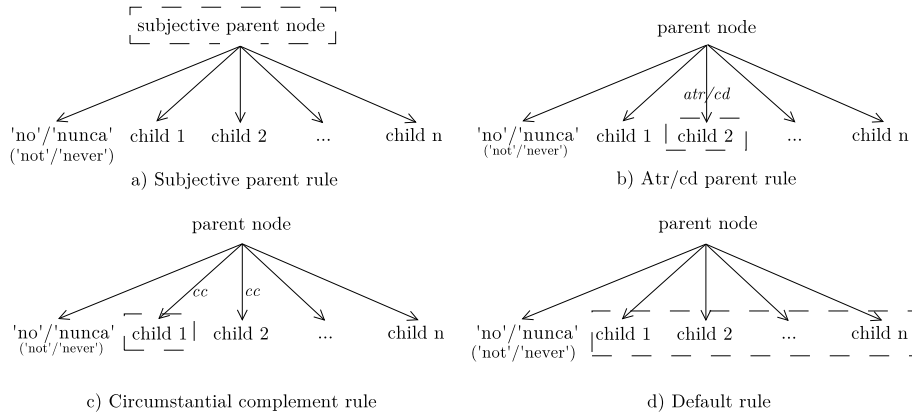 subjective parent node
'no'/'nunca' child 1 child 2 ... child n
('not'/'never')
a) Subjective parent rule
parent node
atr/cd
'no'/'nunca' child 1 child 2 ... child n
('not'/'never')
b) Atr/cd parent rule
parent node
cc cc
'no'/'nunca' child 1 child 2 ... child n
('not'/'never')
c) Circumstantial complement rule
parent node
'no'/'nunca' child 1 child 2 ... child n
('not'/'never')
d) Default rule